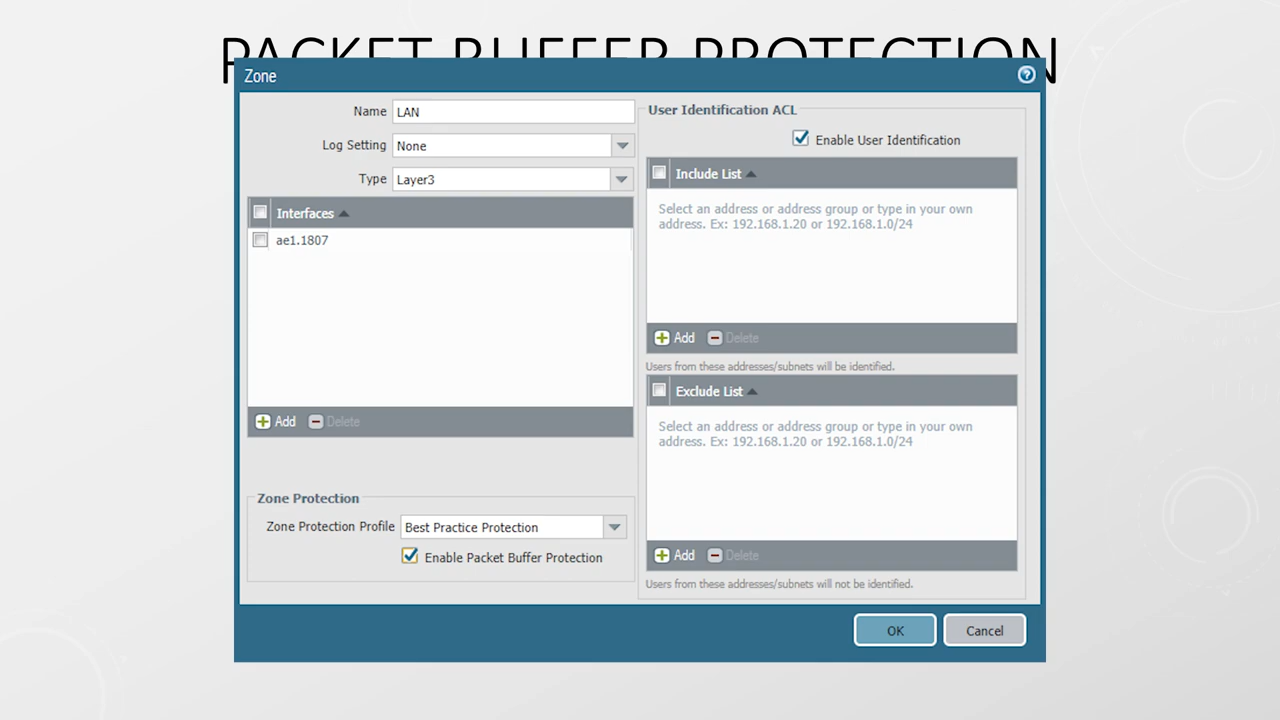 PACKET BUFFER PROTECTION
Zone
Name LAN
Log Setting None
Type Layer3
Interfaces
ae1.1807
Add Delete
Zone Protection
Zone Protection Profile Best Practice Protection
Enable Packet Buffer Protection
User Identification ACL
Enable User Identification
Include List
Select an address or address group or type in your own
address. Ex: 192.168.1.20 or 192.168.1.0/24
Add Delete
Users from these addresses/subnets will be identified.
Exclude List
Select an address or address group or type in your own
address. Ex: 192.168.1.20 or 192.168.1.0/24
Add Delete
Users from these addresses/subnets will not be identified.
OK Cancel